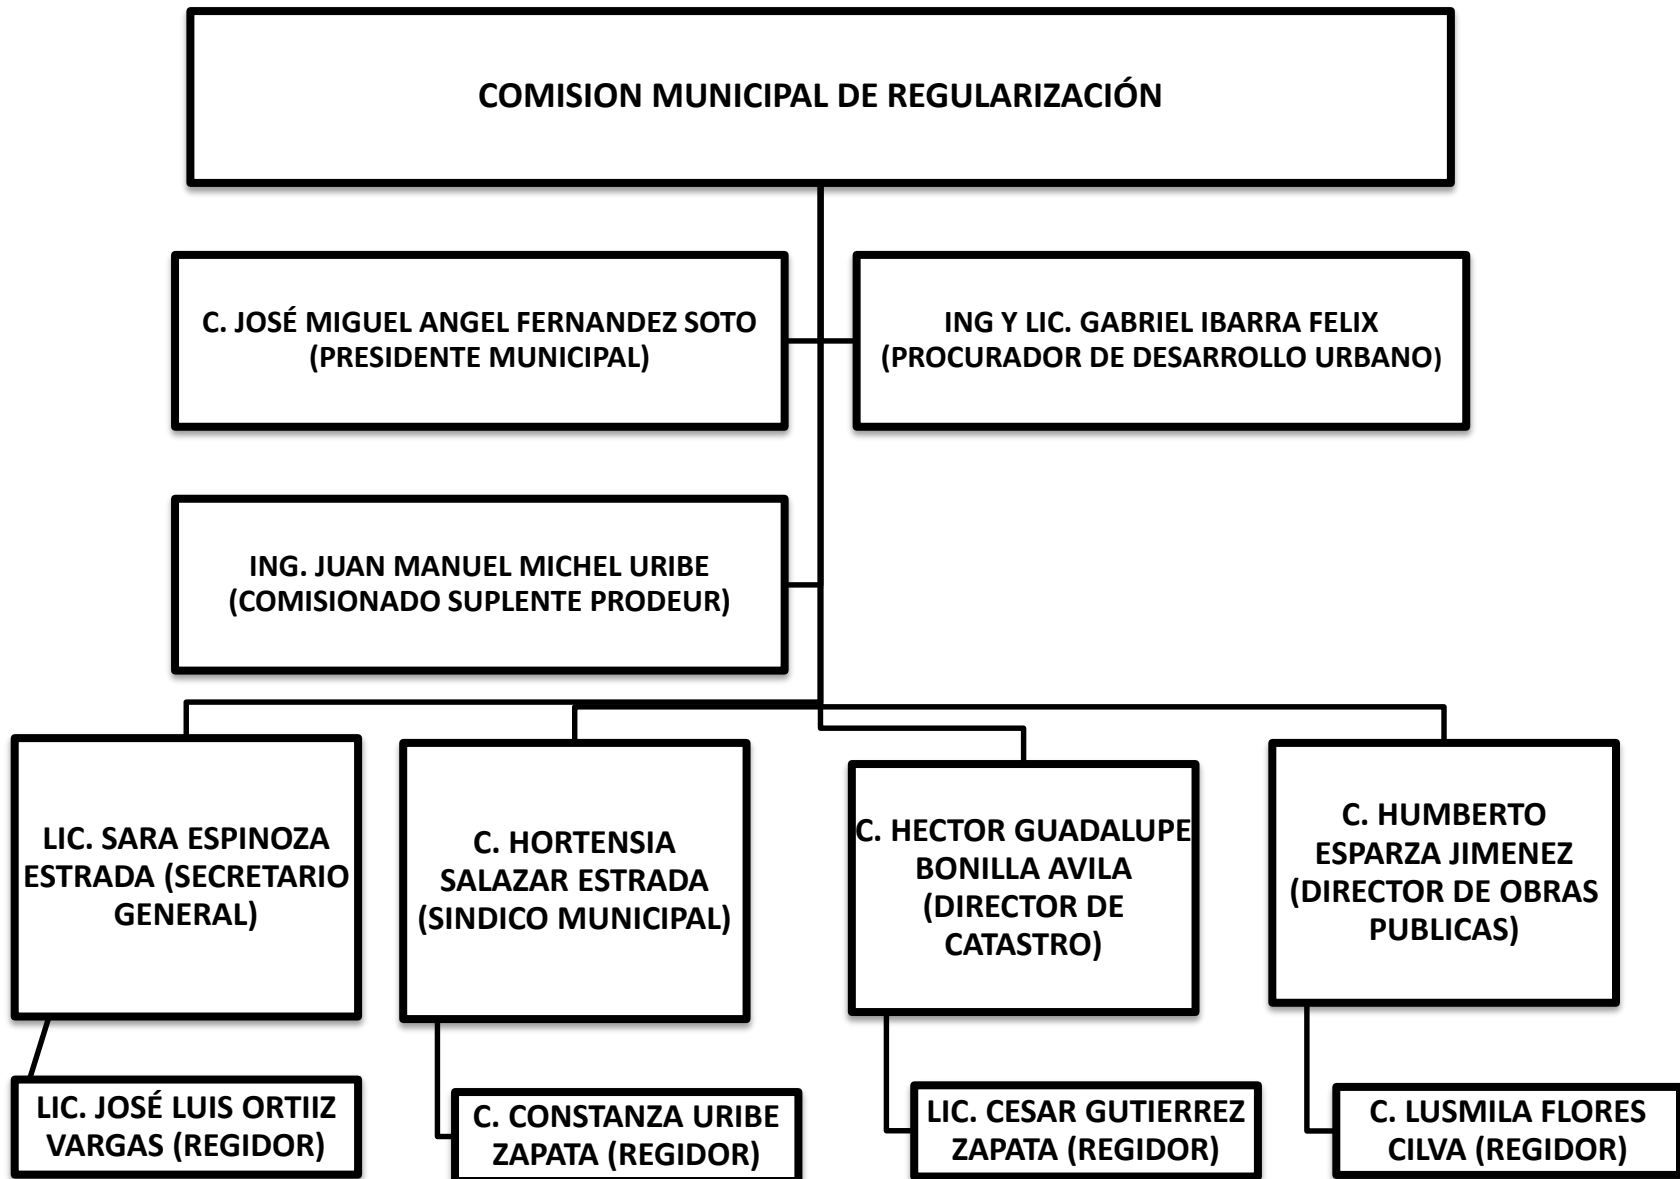 COMISION MUNICIPAL DE REGULARIZACIÓN
C. JOSÉ MIGUEL ANGEL FERNANDEZ SOTO
(PRESIDENTE MUNICIPAL)
ING Y LIC. GABRIEL IBARRA FELIX
(PROCURADOR DE DESARROLLO URBANO)
ING. JUAN MANUEL MICHEL URIBE
(COMISIONADO SUPLENTE PRODEUR)
LIC. SARA ESPINOZA
ESTRADA (SECRETARIO
GENERAL)
C. HORTENSIA
SALAZAR ESTRADA
(SINDICO MUNICIPAL)
C. HECTOR GUADALUPE
BONILLA AVILA
(DIRECTOR DE
CATASTRO)
C. HUMBERTO
ESPARZA JIMENEZ
(DIRECTOR DE OBRAS
PUBLICAS)
LIC. JOSÉ LUIS ORTIIZ
VARGAS (REGIDOR)
C. CONSTANZA URIBE
ZAPATA (REGIDOR)
LIC. CESAR GUTIERREZ
ZAPATA (REGIDOR)
C. LUSMILA FLORES
CILVA (REGIDOR)